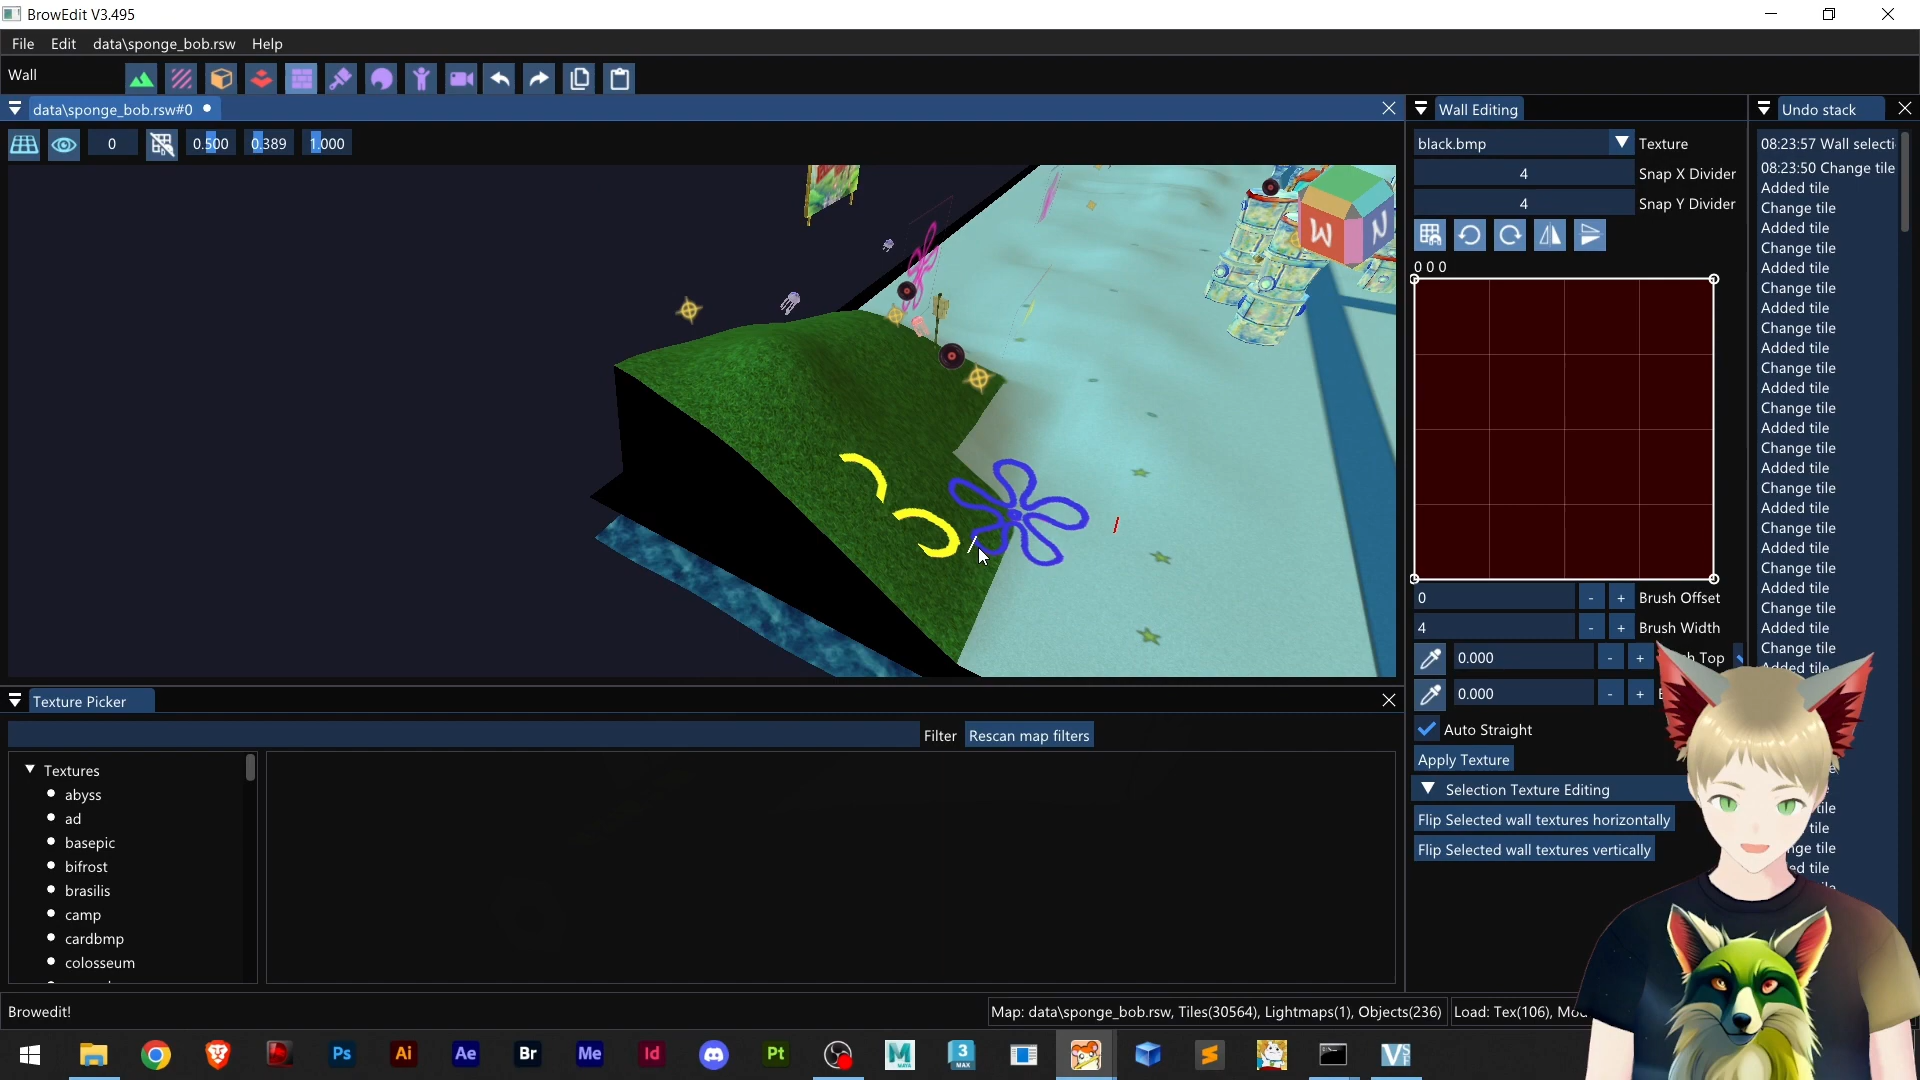 BrowEdit V3.495
File Edit data\sponge_bob.rsw Help
Wall
data\sponge_bob.rsw#0
0 0.500 0.389 1.000
W N
Wall Editing
black.bmp Texture
4 Snap X Divider
4 Snap Y Divider
0 0 0
0 - + Brush Offset
4 - + Brush Width
0.000 - + Top
0.000 - +
Auto Straight
Apply Texture
Selection Texture Editing
Flip Selected wall textures horizontally
Flip Selected wall textures vertically
Undo stack
08:23:57 Wall selecti
08:23:50 Change tile
Added tile
Change tile
Added tile
Change tile
Added tile
Change tile
Added tile
Change tile
Added tile
Change tile
Added tile
Change tile
Added tile
Change tile
Added tile
Change tile
Added tile
Change tile
Added tile
Change tile
Added tile
Change tile
Added tile
Texture Picker
Filter Rescan map filters
Textures
abyss
ad
basepic
bifrost
brasilis
camp
cardbmp
colosseum
Browedit!
Map: data\sponge_bob.rsw, Tiles(30564), Lightmaps(1), Objects(236)
Load: Tex(106),
Ps Ai Ae Br Me Id Pt
M
3
MAX